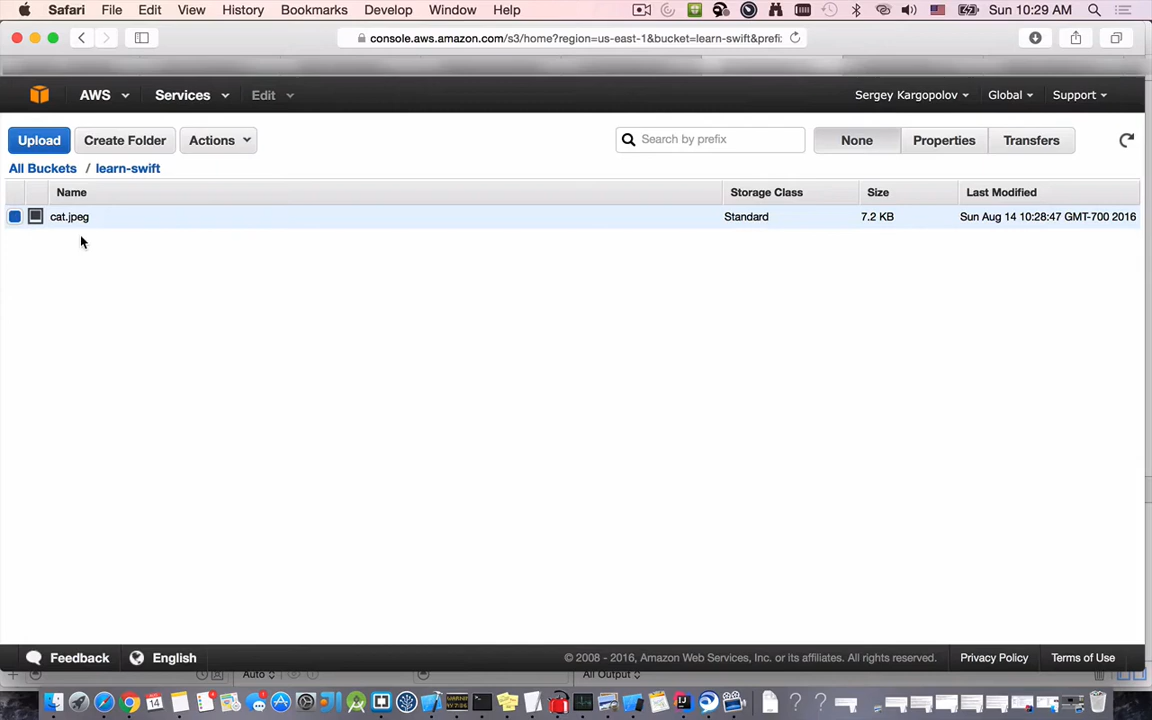 Safari File Edit View History Bookmarks Develop Window Help Sun 10:29 AM
console.aws.amazon.com/s3/home?region=us-east-1&bucket=learn-swift&prefi:
AWS Services Edit Sergey Kargopolov Global Support
Upload Create Folder Actions Search by prefix None Properties Transfers
All Buckets / learn-swift
Name Storage Class Size Last Modified
cat.jpeg Standard 7.2 KB Sun Aug 14 10:28:47 GMT-700 2016
Feedback English © 2008 - 2016, Amazon Web Services, Inc. or its affiliates. All rights reserved. Privacy Policy Terms of Use
Auto All Output
14